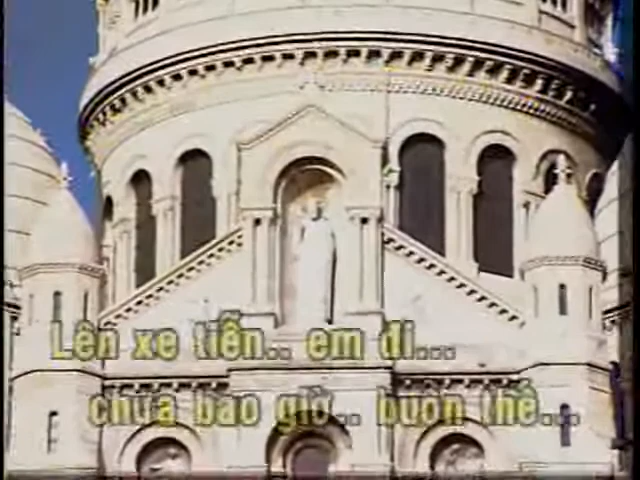 Lên xe tiễn.. em đi...
chưa bao giờ.. buồn thế...